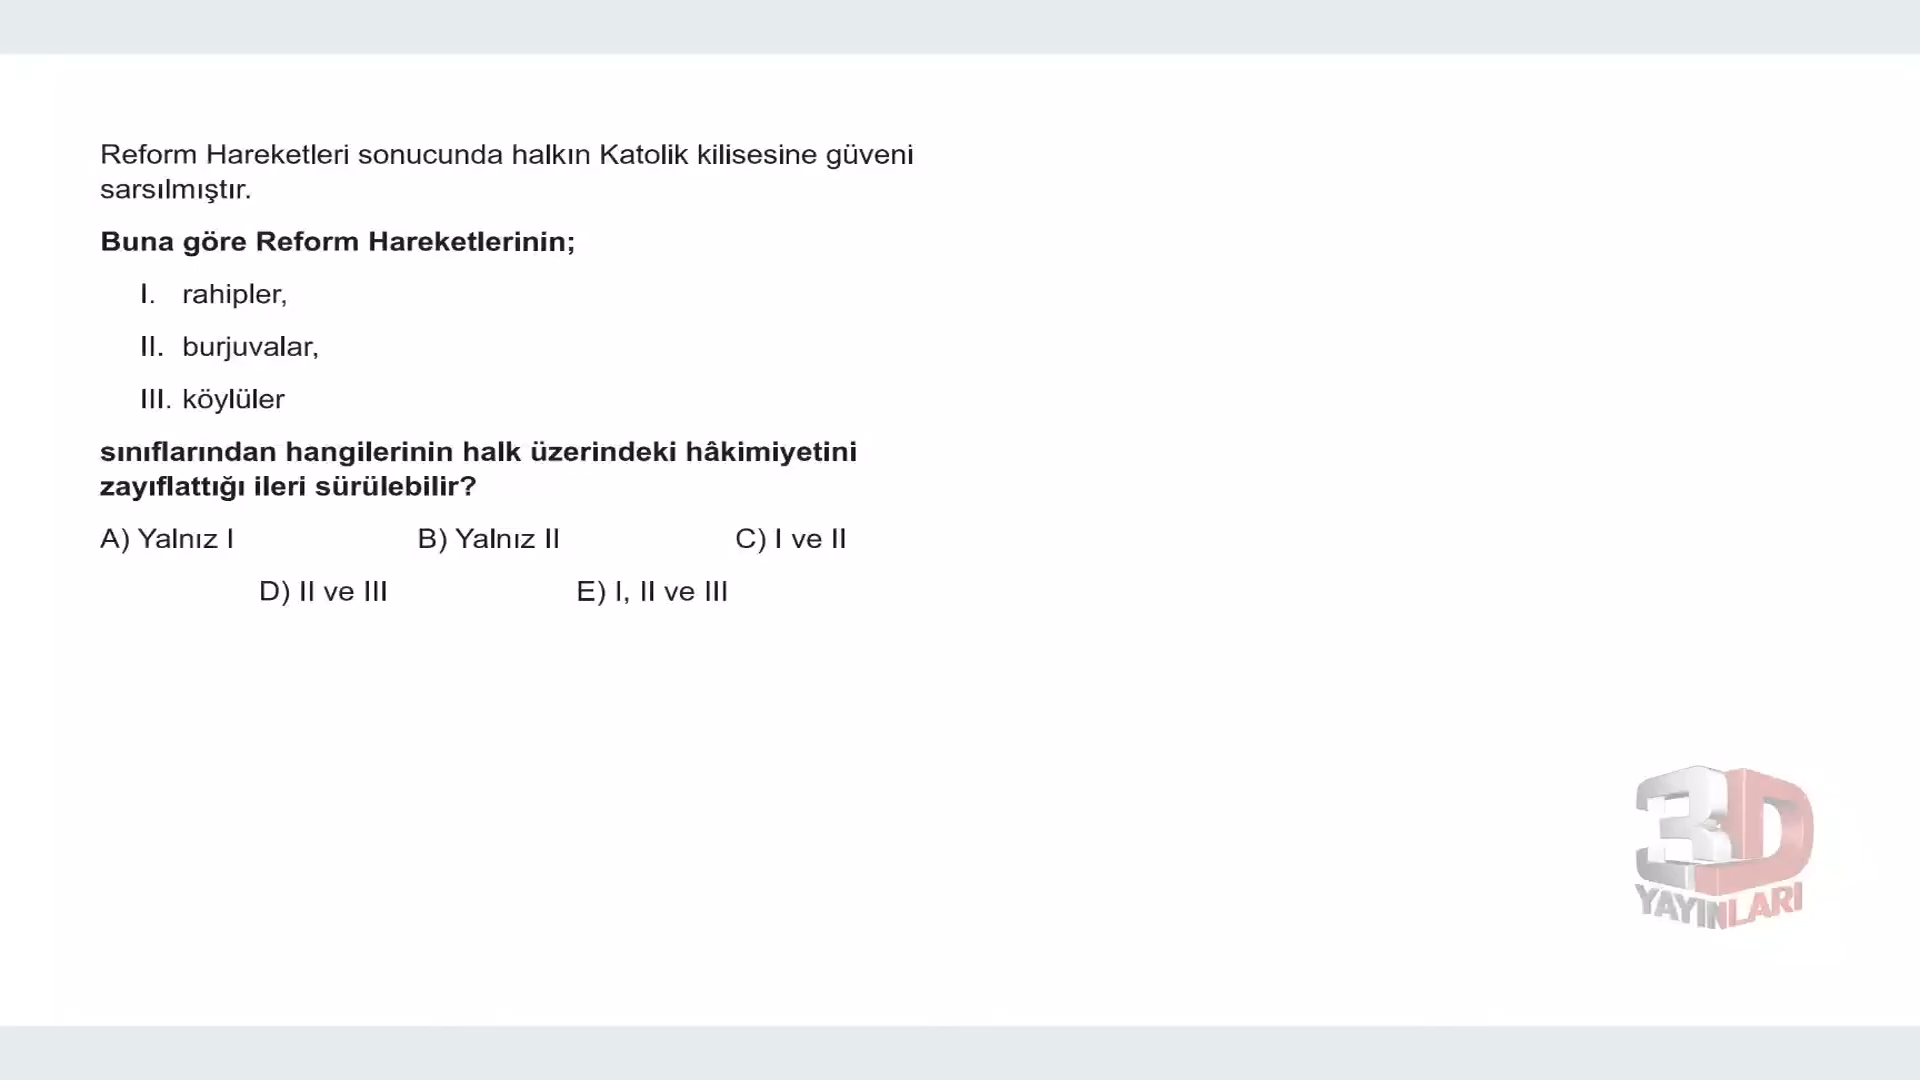 Reform Hareketleri sonucunda halkın Katolik kilisesine güveni
sarsılmıştır.
Buna göre Reform Hareketlerinin;
I. rahipler,
II. burjuvalar,
III. köylüler
sınıflarından hangilerinin halk üzerindeki hâkimiyetini
zayıflattığı ileri sürülebilir?
A) Yalnız I B) Yalnız II C) I ve II
D) II ve III E) I, II ve III
3D
YAYINLARI